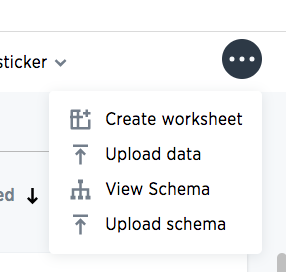 sticker
Create worksheet
Upload data
View Schema
ed
Upload schema